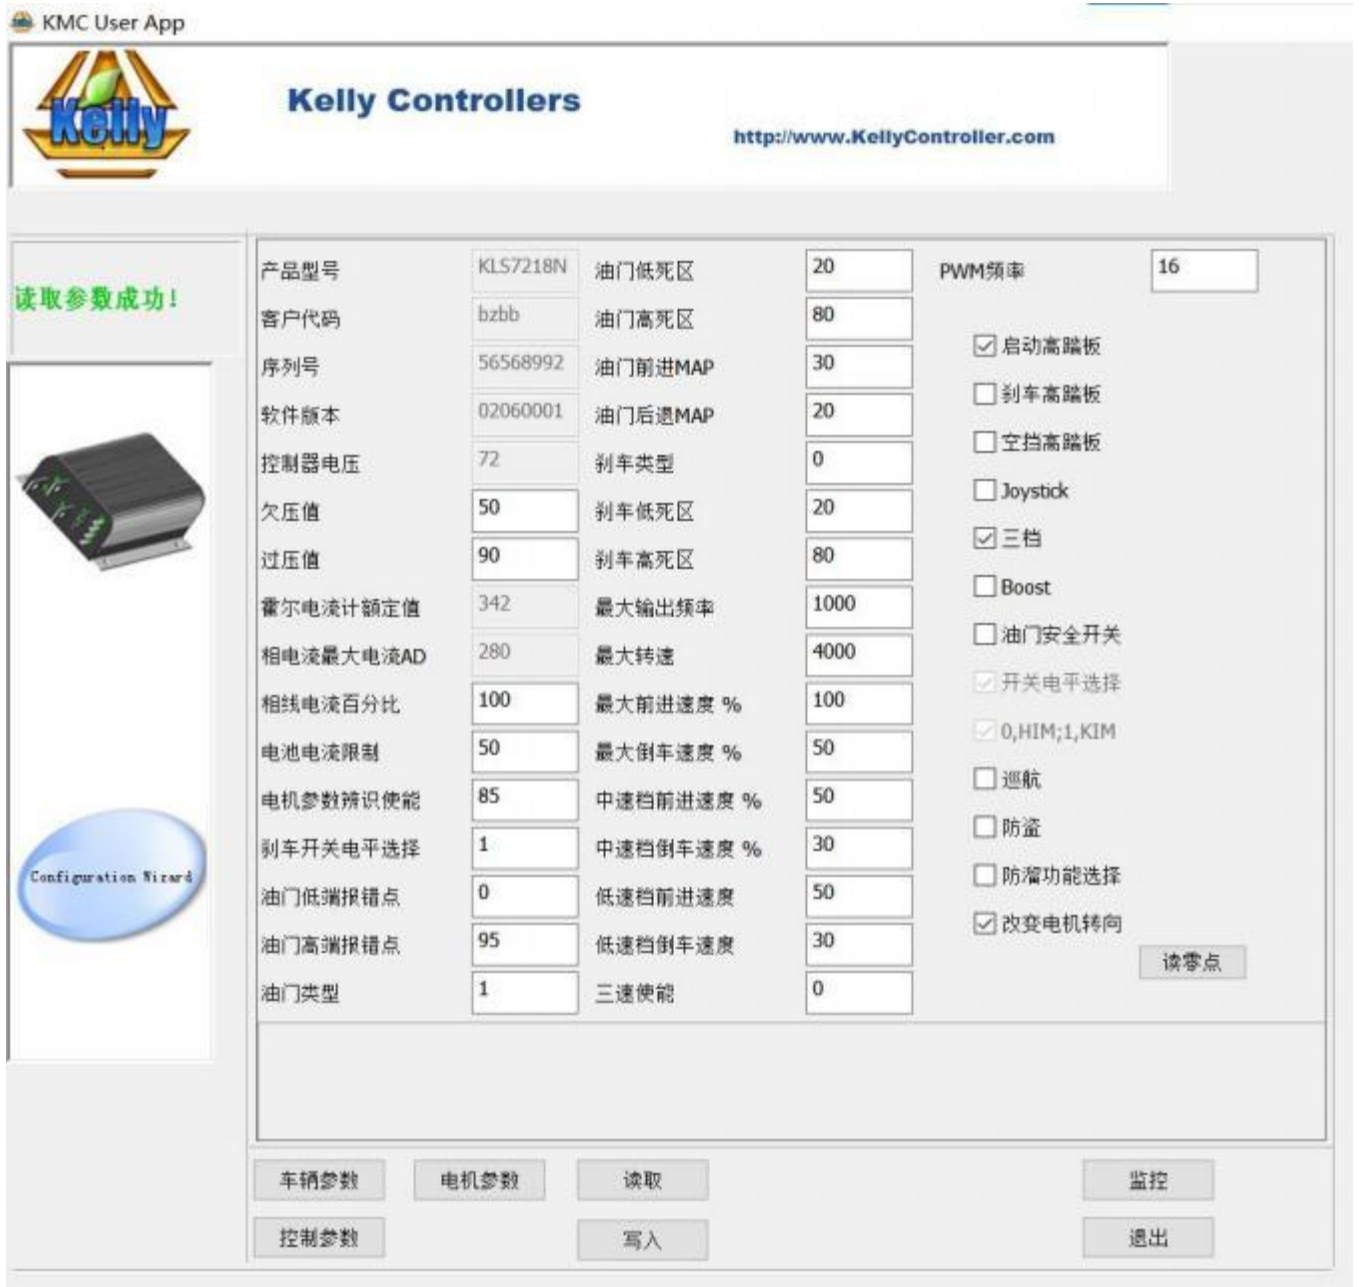 KMC User App
Kelly
Kelly Controllers
http://www.KellyController.com
读取参数成功!
Configuration Wizard
产品型号 KLS7218N 油门低死区 20 PWM频率 16
客户代码 bzbb 油门高死区 80
启动高踏板
序列号 56568992 油门前进MAP 30
刹车高踏板
软件版本 02060001 油门后退MAP 20
空挡高踏板
控制器电压 72 刹车类型 0
Joystick
欠压值 50 刹车低死区 20
三档
过压值 90 刹车高死区 80
Boost
霍尔电流计额定值 342 最大输出频率 1000
油门安全开关
相电流最大电流AD 280 最大转速 4000
开关电平选择
相线电流百分比 100 最大前进速度 % 100
0,HIM;1,KIM
电池电流限制 50 最大倒车速度 % 50
巡航
电机参数辨识使能 85 中速档前进速度 % 50
防盗
刹车开关电平选择 1 中速档倒车速度 % 30
防溜功能选择
油门低端报错点 0 低速档前进速度 50
改变电机转向
油门高端报错点 95 低速档倒车速度 30
读零点
油门类型 1 三速使能 0
车辆参数 电机参数 读取 监控
控制参数 写入 退出